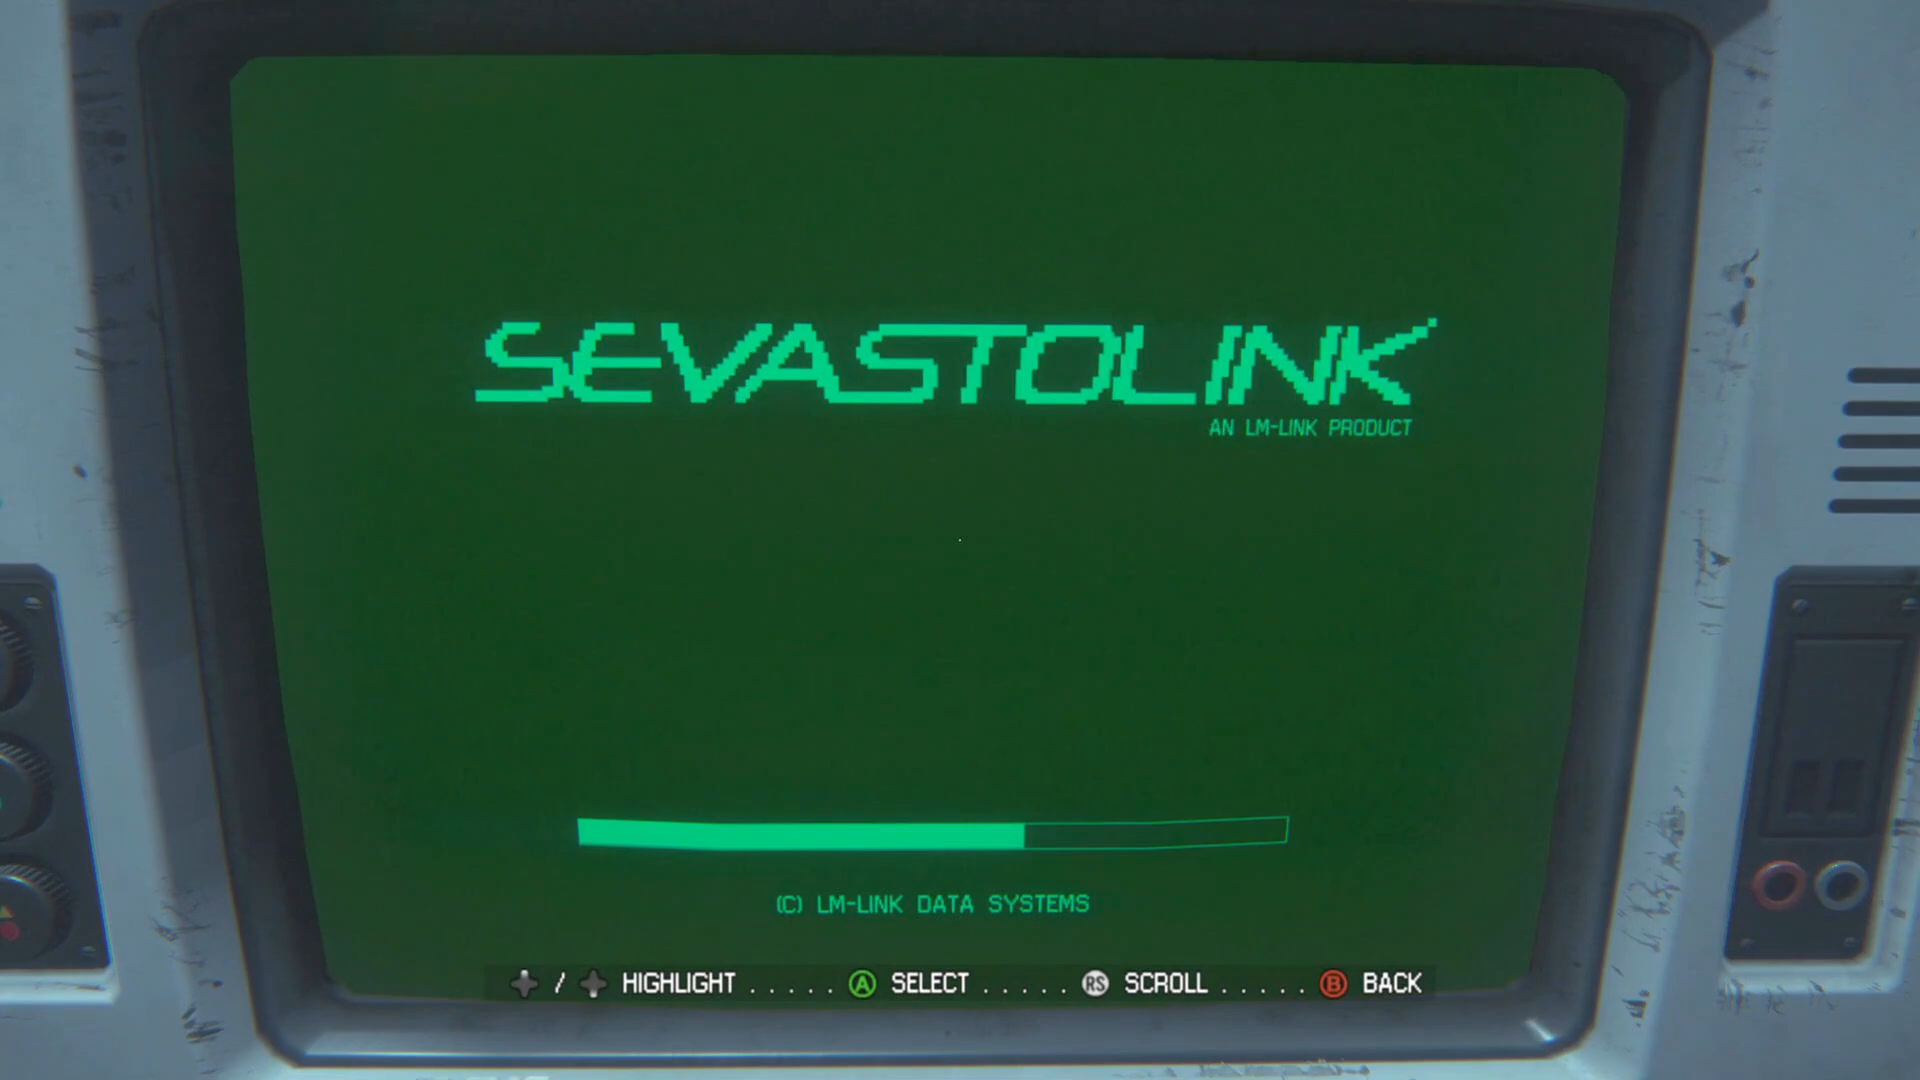 SEVASTOLINK
AN LM-LINK PRODUCT
(C) LM-LINK DATA SYSTEMS
/ HIGHLIGHT ..... A SELECT ..... RS SCROLL ..... B BACK